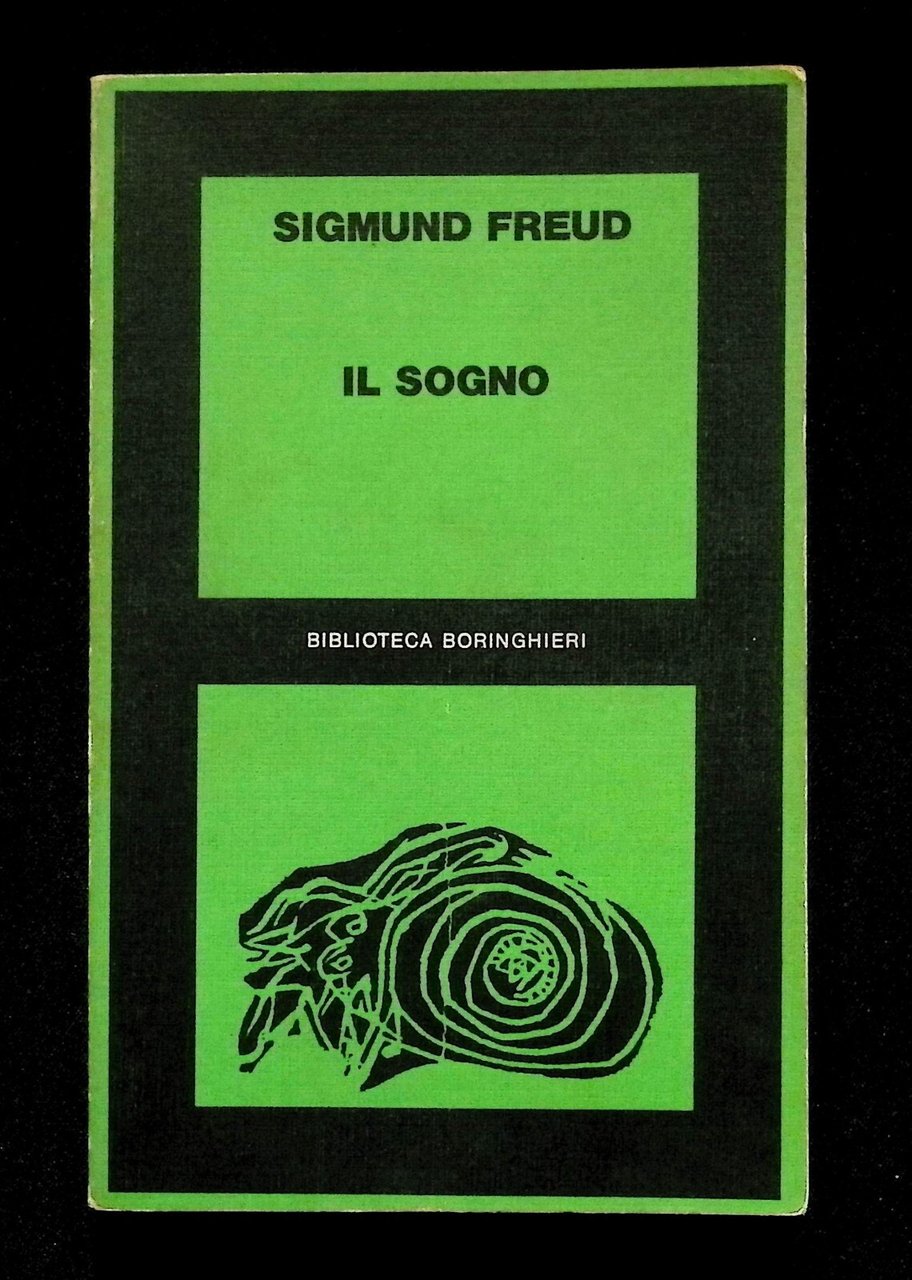 SIGMUND FREUD
IL SOGNO
BIBLIOTECA BORINGHIERI